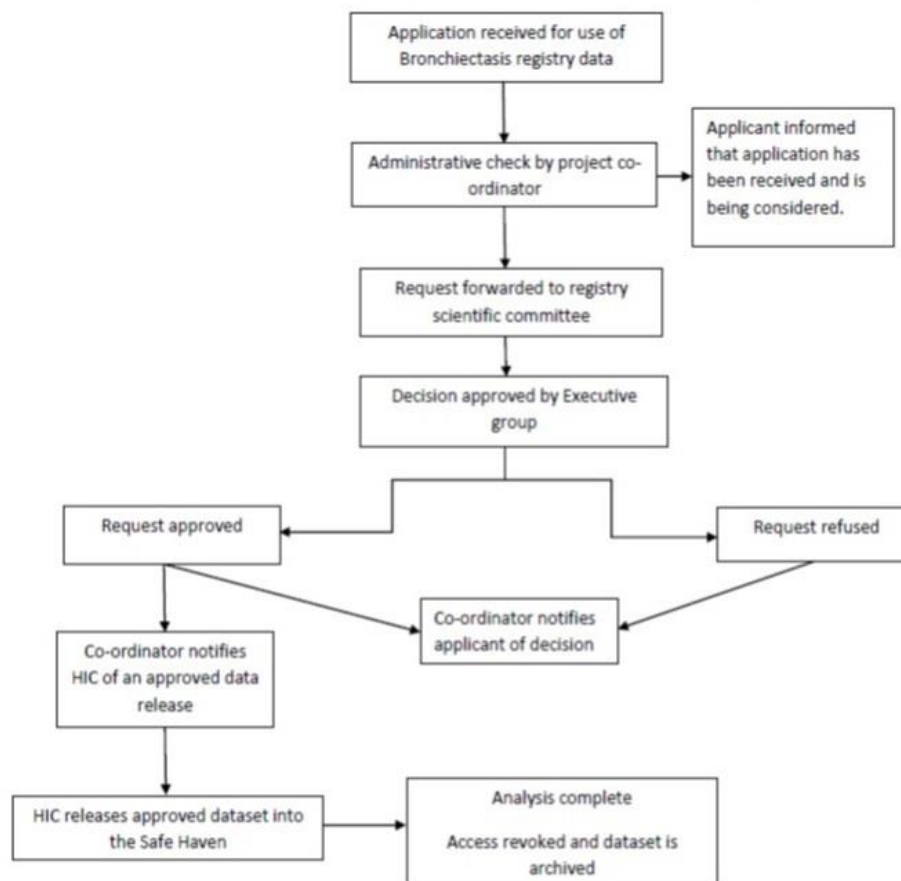 Application received for use of
Bronchiectasis registry data
Administrative check by project co-
ordinator
Applicant informed
that application has
been received and is
being considered.
Request forwarded to registry
scientific committee
Decision approved by Executive
group
Request approved
Request refused
Co-ordinator notifies
applicant of decision
Co-ordinator notifies
HIC of an approved data
release
HIC releases approved dataset into
the Safe Haven
Analysis complete
Access revoked and dataset is
archived